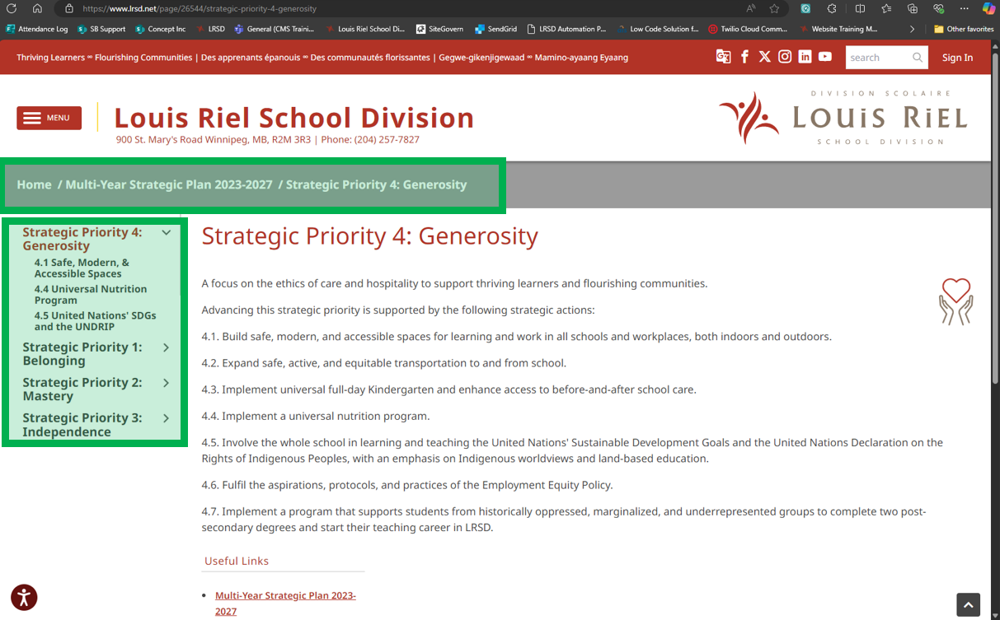 https://www.lrsd.net/page/26544/strategic-priority-4-generosity
Attendance Log
SB Support
Concept Inc
LRSD
General (CMS Traini...
Louis Riel School Di...
SiteGovern
SendGrid
LRSD Automation P...
Low Code Solution f...
Twilio Cloud Comm...
Website Training M...
Other favorites
Thriving Learners ∞ Flourishing Communities | Des apprenants épanouis ∞ Des communautés florissantes | Gegwe-gikenjigewaad ∞ Mamino-ayaang Eyaang
search
Sign In
MENU
Louis Riel School Division
900 St. Mary's Road Winnipeg, MB, R2M 3R3 | Phone: (204) 257-7827
DIVISION SCOLAIRE
LOUiS RiEL
SCHOOL DIVISION
Home / Multi-Year Strategic Plan 2023-2027 / Strategic Priority 4: Generosity
Strategic Priority 4:
Generosity
4.1 Safe, Modern, &
Accessible Spaces
4.4 Universal Nutrition
Program
4.5 United Nations' SDGs
and the UNDRIP
Strategic Priority 1:
Belonging
Strategic Priority 2:
Mastery
Strategic Priority 3:
Independence
Strategic Priority 4: Generosity
A focus on the ethics of care and hospitality to support thriving learners and flourishing communities.
Advancing this strategic priority is supported by the following strategic actions:
4.1. Build safe, modern, and accessible spaces for learning and work in all schools and workplaces, both indoors and outdoors.
4.2. Expand safe, active, and equitable transportation to and from school.
4.3. Implement universal full-day Kindergarten and enhance access to before-and-after school care.
4.4. Implement a universal nutrition program.
4.5. Involve the whole school in learning and teaching the United Nations' Sustainable Development Goals and the United Nations Declaration on the
Rights of Indigenous Peoples, with an emphasis on Indigenous worldviews and land-based education.
4.6. Fulfil the aspirations, protocols, and practices of the Employment Equity Policy.
4.7. Implement a program that supports students from historically oppressed, marginalized, and underrepresented groups to complete two post-
secondary degrees and start their teaching career in LRSD.
Useful Links
Multi-Year Strategic Plan 2023-
2027